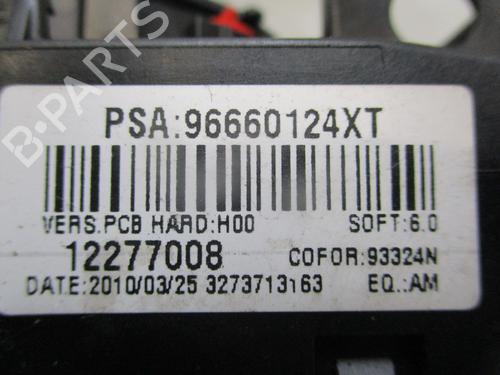 PSA:96660124XT
VERS.PCB HARD:H00 SOFT:6.0
12277008 COFOR:93324N
DATE:2010/03/25 3273713163 EQ.:AM
B-PARTS